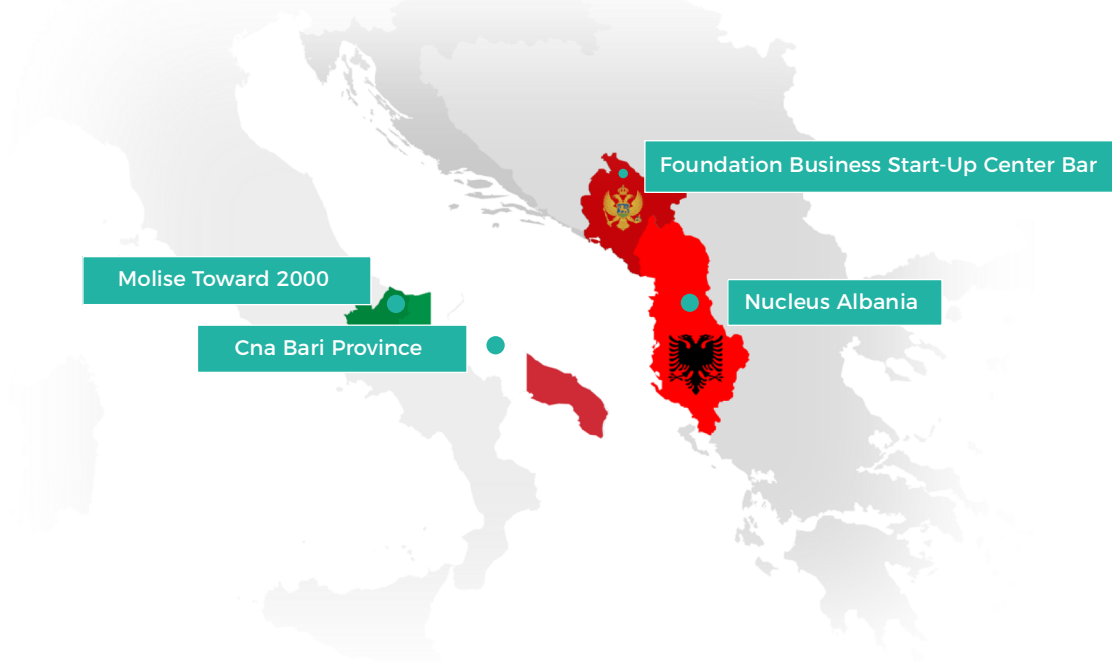 Foundation Business Start-Up Center Bar
Molise Toward 2000
Nucleus Albania
Cna Bari Province